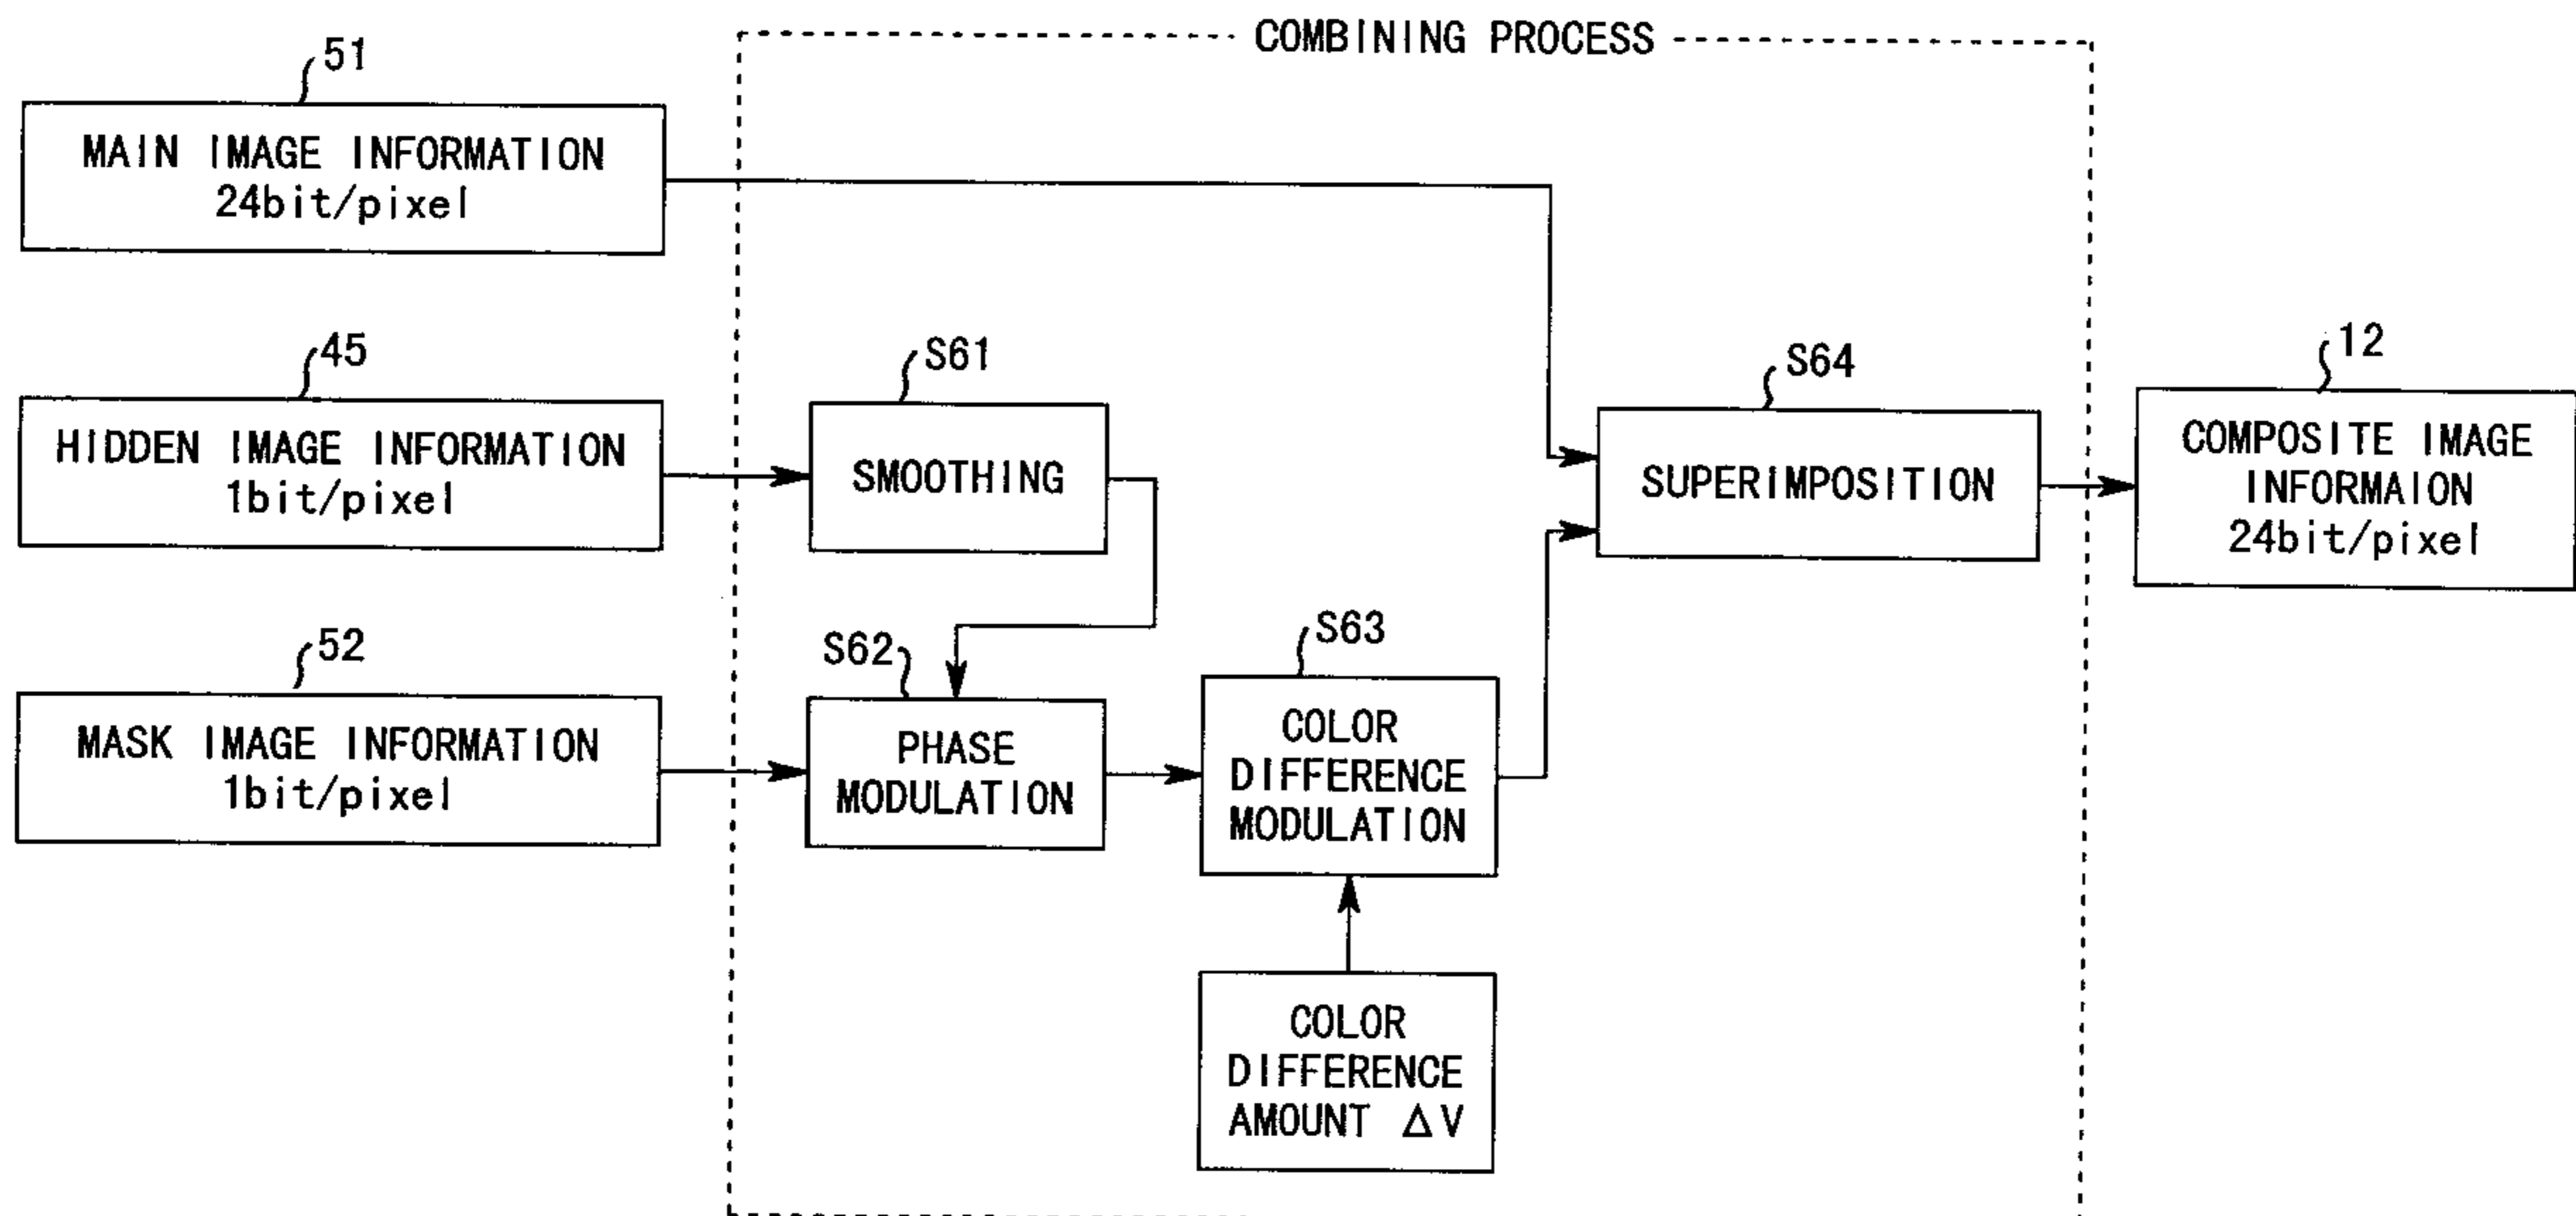 COMBINING PROCESS
51
MAIN IMAGE INFORMATION
24bit/pixel
45
HIDDEN IMAGE INFORMATION
1bit/pixel
S61
SMOOTHING
S64
SUPERIMPOSITION
12
COMPOSITE IMAGE
INFORMAION
24bit/pixel
52
MASK IMAGE INFORMATION
1bit/pixel
S62
PHASE
MODULATION
S63
COLOR
DIFFERENCE
MODULATION
COLOR
DIFFERENCE
AMOUNT ΔV